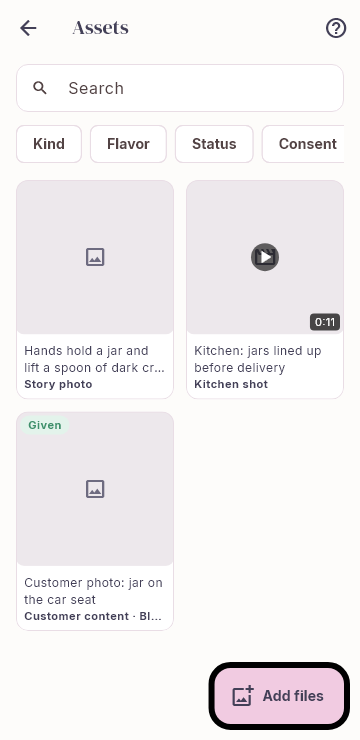 Assets
Search
Kind
Flavor
Status
Consent
0:11
Hands hold a jar and
lift a spoon of dark cr...
Story photo
Kitchen: jars lined up
before delivery
Kitchen shot
Given
Customer photo: jar on
the car seat
Customer content · Bl...
Add files